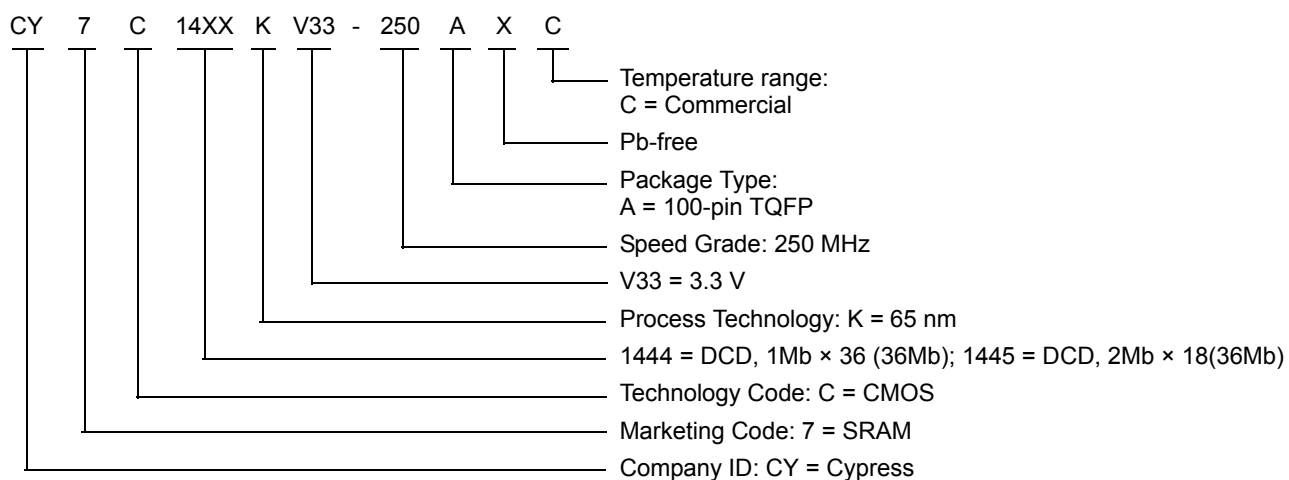 CY 7 C 14XX K V33 - 250 A X C
Temperature range:
C = Commercial
Pb-free
Package Type:
A = 100-pin TQFP
Speed Grade: 250 MHz
V33 = 3.3 V
Process Technology: K = 65 nm
1444 = DCD, 1Mb × 36 (36Mb); 1445 = DCD, 2Mb × 18(36Mb)
Technology Code: C = CMOS
Marketing Code: 7 = SRAM
Company ID: CY = Cypress